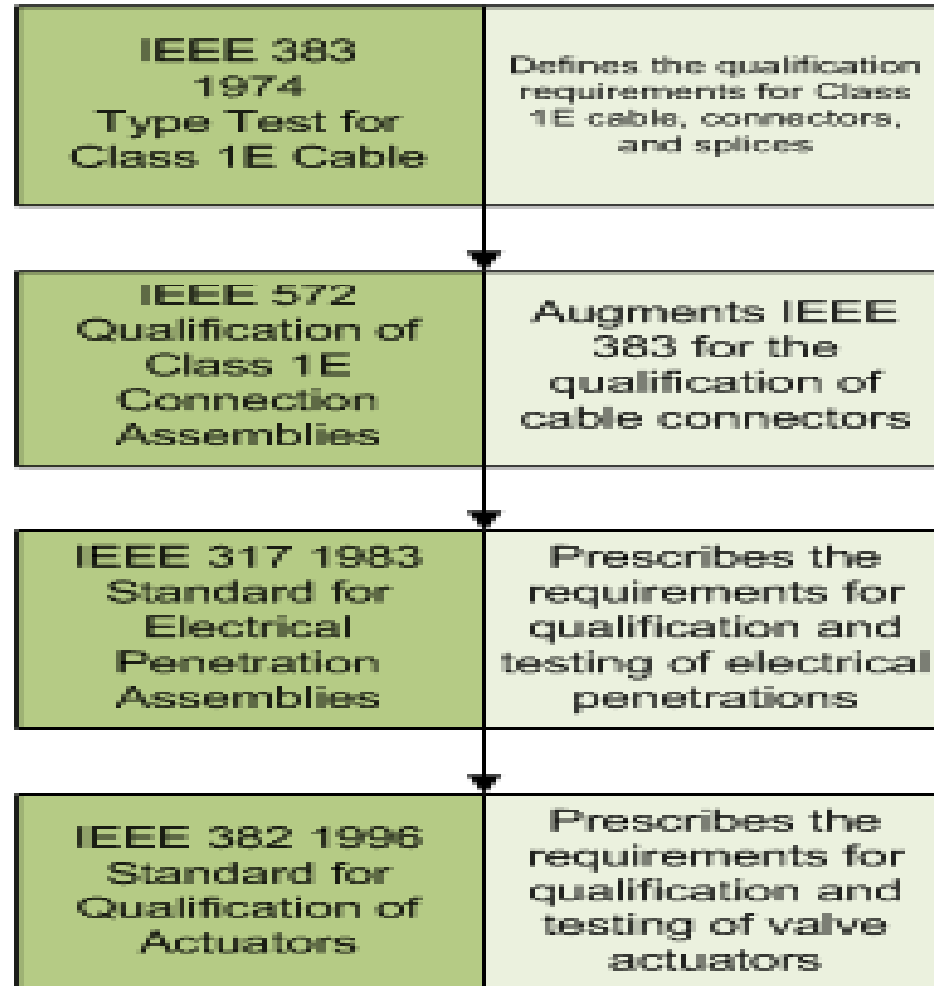 IEEE 383
1974
Type Test for
Class 1E Cable
Defines the qualification
requirements for Class
1E cable, connectors,
and splices
IEEE 572
Qualification of
Class 1E
Connection
Assemblies
Augments IEEE
383 for the
qualification of
cable connectors
IEEE 317 1983
Standard for
Electrical
Penetration
Assemblies
Prescribes the
requirements for
qualification and
testing of electrical
penetrations
IEEE 382 1996
Standard for
Qualification of
Actuators
Prescribes the
requirements for
qualification and
testing of valve
actuators